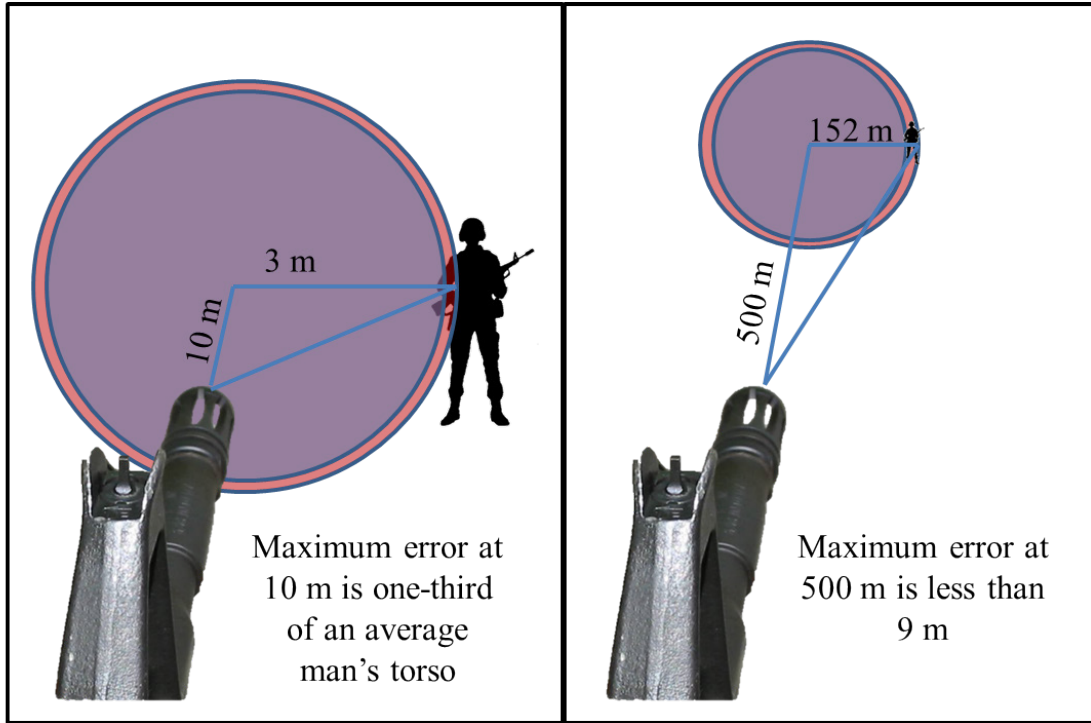 3 m
10 m
Maximum error at
10 m is one-third
of an average
man’s torso
152 m
500 m
Maximum error at
500 m is less than
9 m